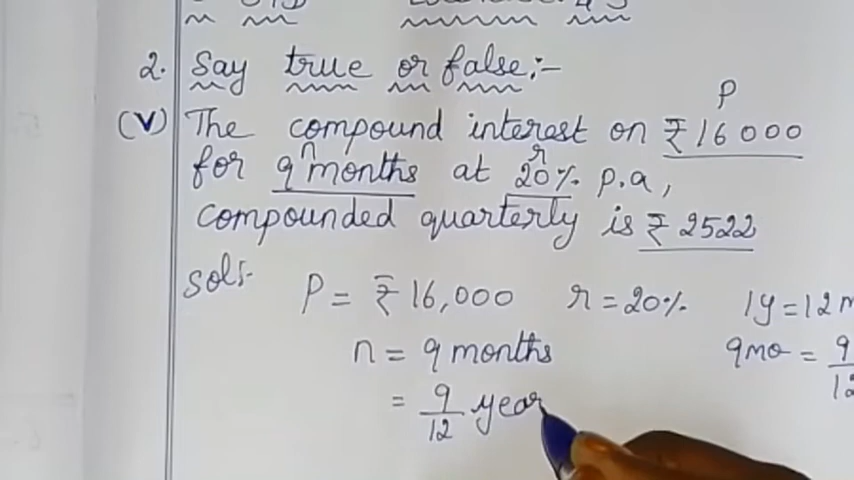 P
2. Say true or false:-
(V) The compound interest on ₹16000
n r
for 9 months at 20% p.a,
compounded quarterly is ₹ 2522
Sol:-
P = ₹ 16,000 r = 20% 1y = 12 m
n = 9 months 9mo = 9/12
= 9/12 year